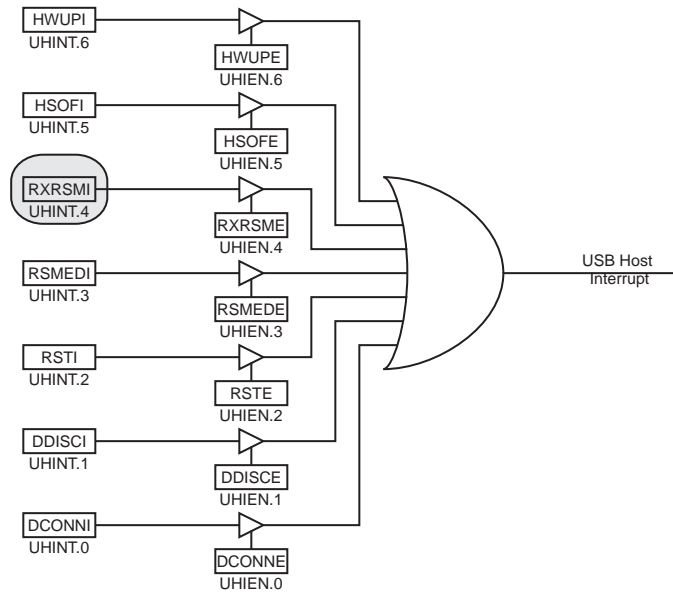 HWUPI
UHINT.6
HWUPE
UHIEN.6
HSOFI
UHINT.5
HSOFE
UHIEN.5
RXRSMI
UHINT.4
RXRSME
UHIEN.4
RSMEDI
UHINT.3
RSMEDE
UHIEN.3
RSTI
UHINT.2
RSTE
UHIEN.2
DDISCI
UHINT.1
DDISCE
UHIEN.1
DCONNI
UHINT.0
DCONNE
UHIEN.0
USB Host
Interrupt